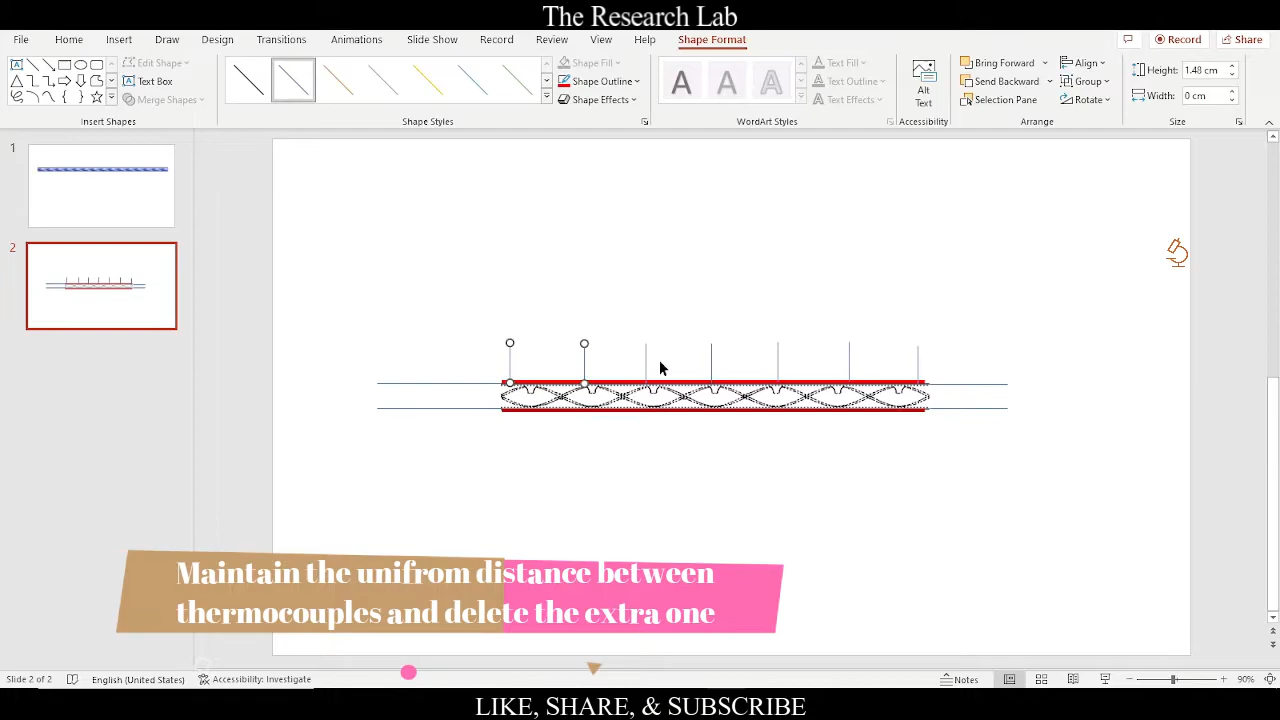 The Research Lab
File Home Insert Draw Design Transitions Animations Slide Show Record Review View Help Shape Format Record Share
Edit Shape
Text Box
Merge Shapes
Insert Shapes
Shape Fill
Shape Outline
Shape Effects
Shape Styles
A A A
Text Fill
Text Outline
Text Effects
WordArt Styles
Alt
Text
Accessibility
Bring Forward
Send Backward
Selection Pane
Align
Group
Rotate
Arrange
Height: 1.48 cm
Width: 0 cm
Size
1
2
Maintain the unifrom distance between
thermocouples and delete the extra one
Slide 2 of 2 English (United States) Accessibility: Investigate Notes 90%
LIKE, SHARE, & SUBSCRIBE